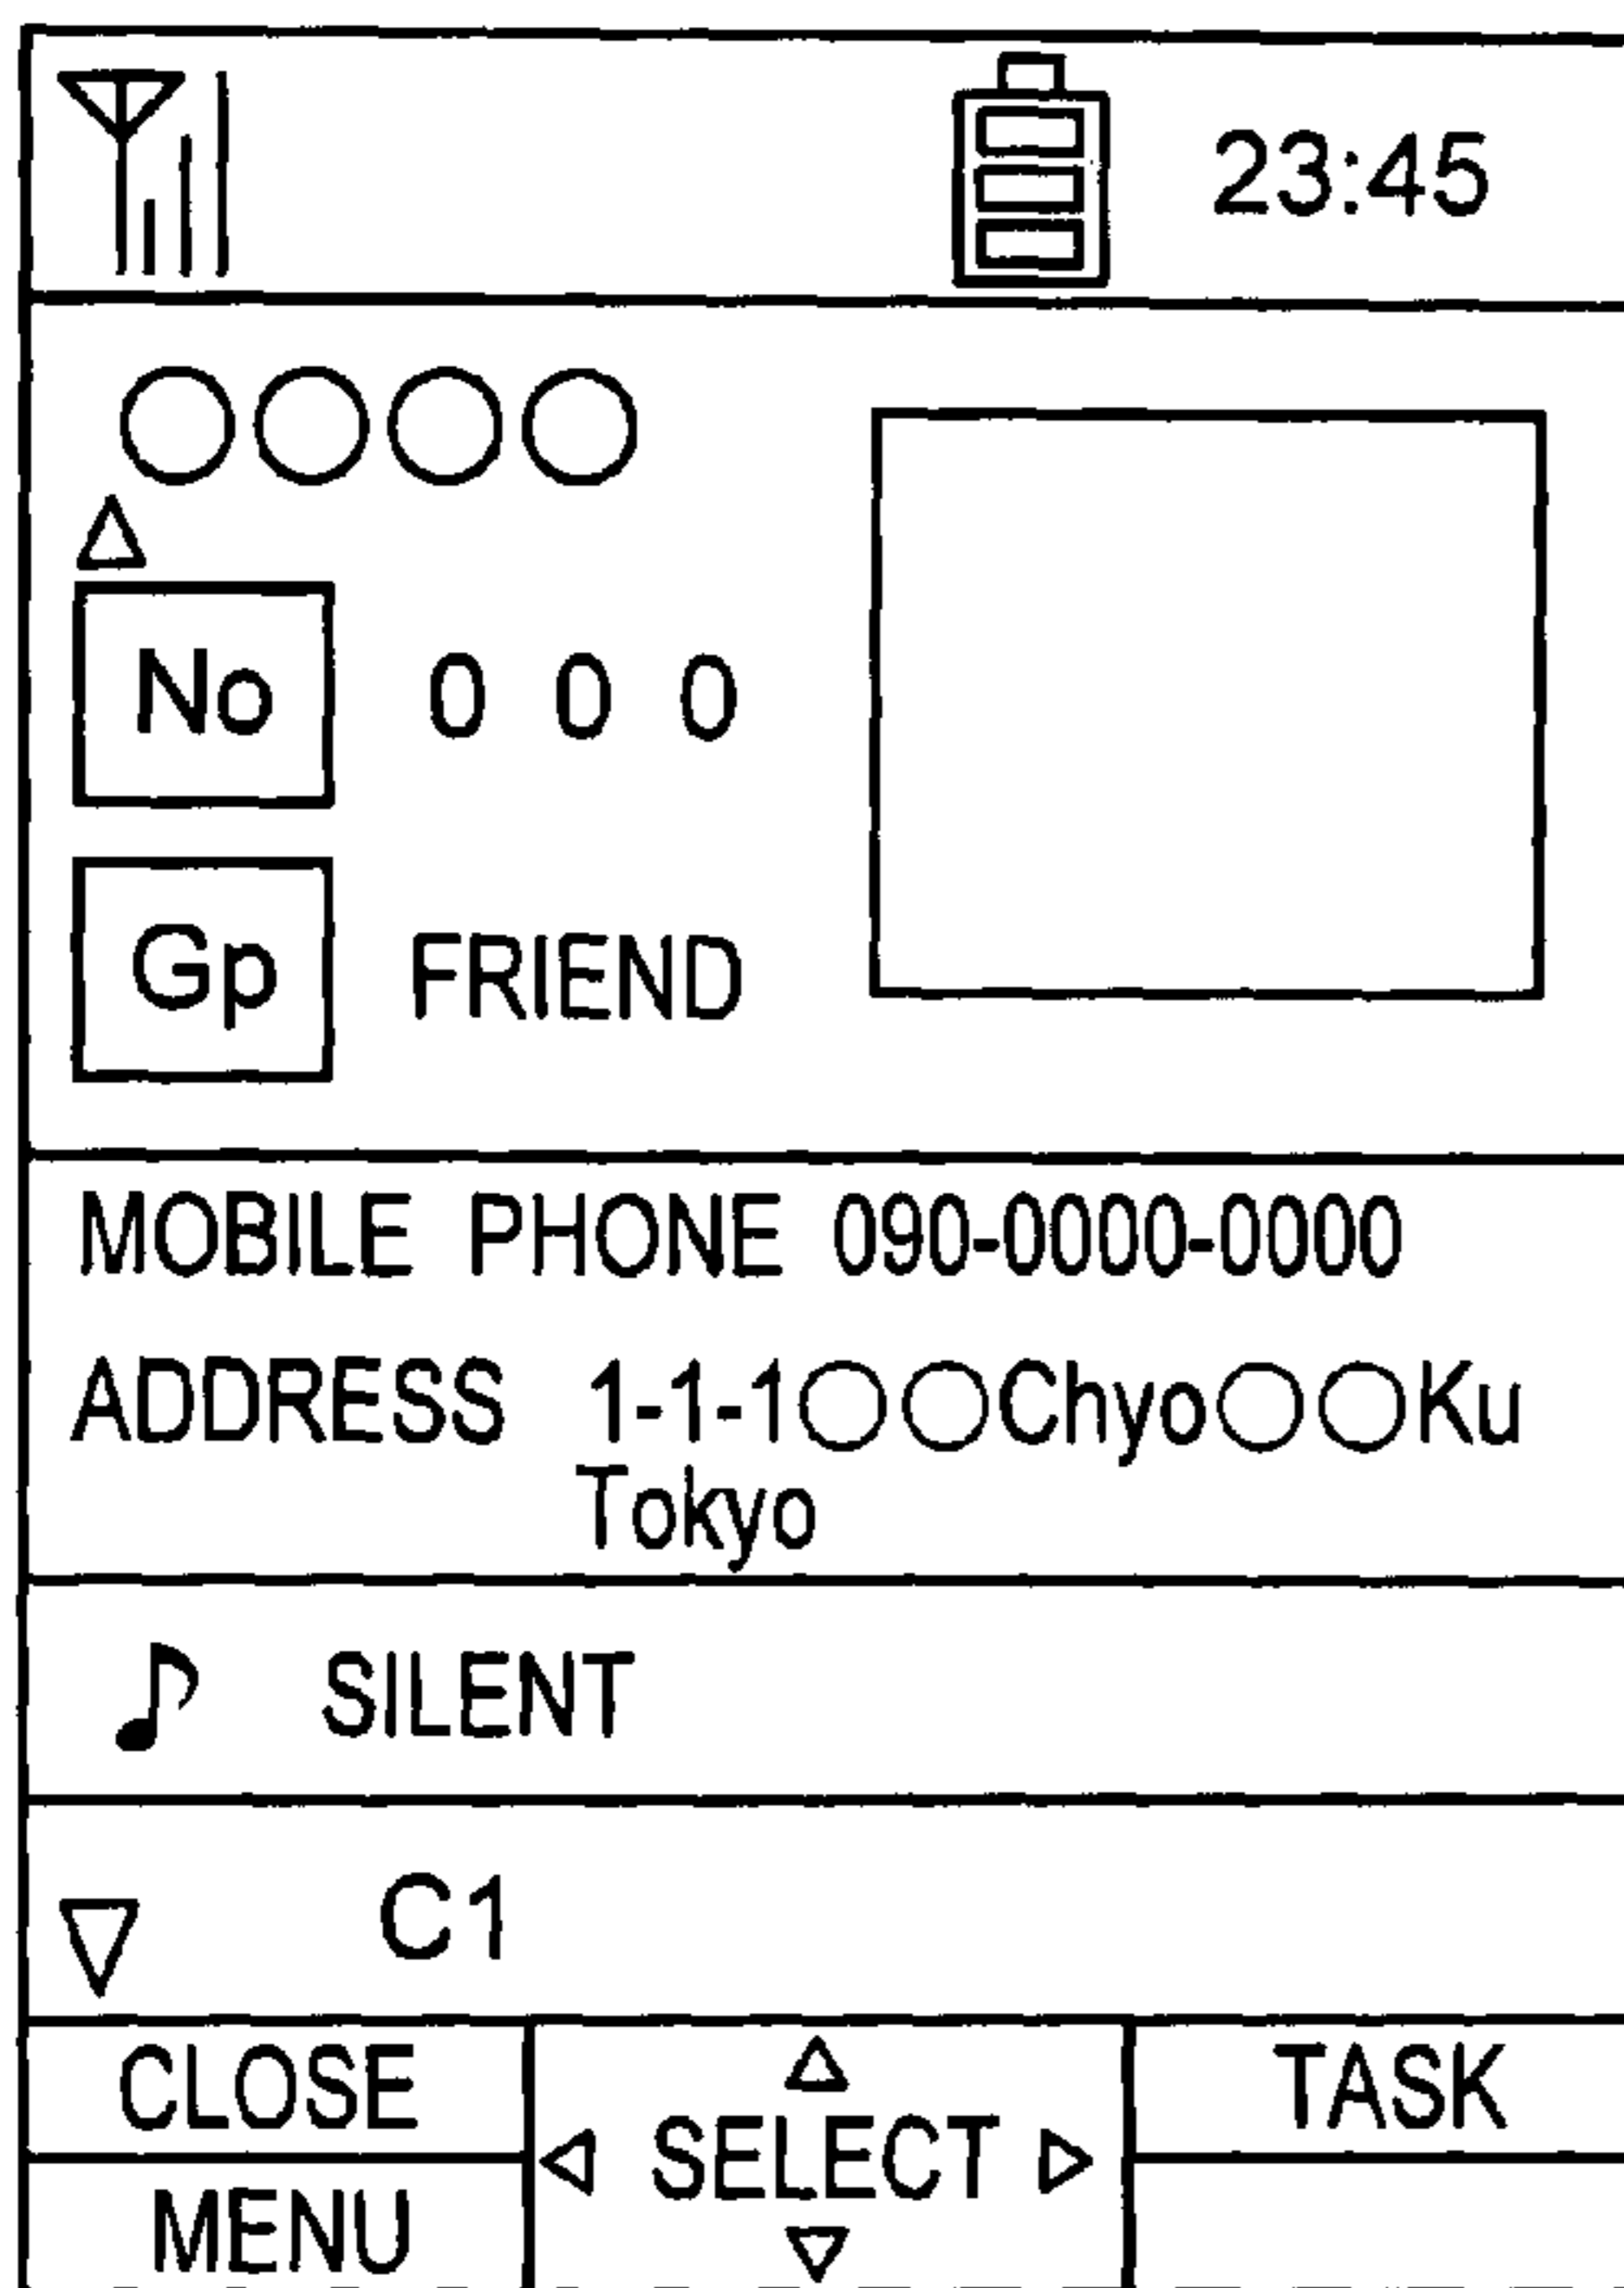 23:45
○○○○
No 0 0 0
Gp FRIEND
MOBILE PHONE 090-0000-0000
ADDRESS 1-1-1○○Chyo○○Ku
Tokyo
SILENT
C1
CLOSE
SELECT
TASK
MENU